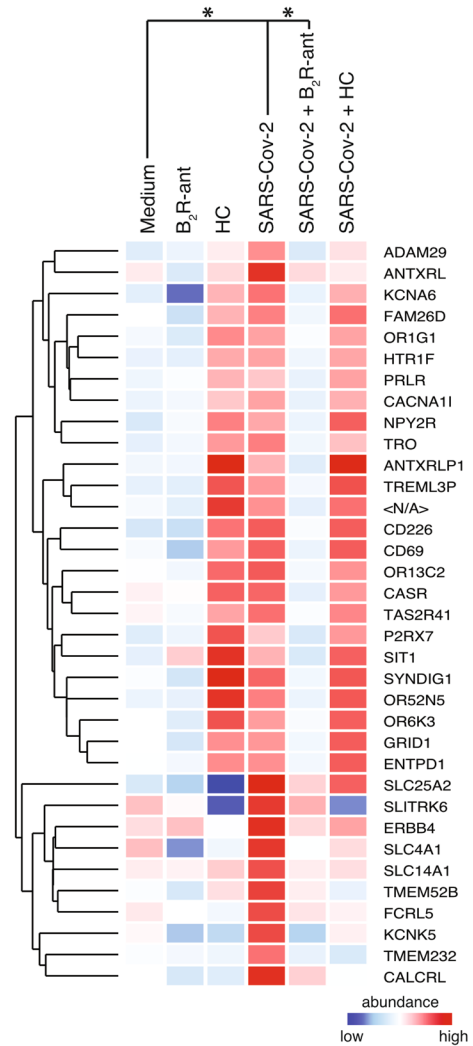 * *
Medium
B2R-ant
HC
SARS-Cov-2
SARS-Cov-2 + B2R-ant
SARS-Cov-2 + HC
ADAM29
ANTXRL
KCNA6
FAM26D
OR1G1
HTR1F
PRLR
CACNA1I
NPY2R
TRO
ANTXRLP1
TREML3P
<N/A>
CD226
CD69
OR13C2
CASR
TAS2R41
P2RX7
SIT1
SYNDIG1
OR52N5
OR6K3
GRID1
ENTPD1
SLC25A2
SLITRK6
ERBB4
SLC4A1
SLC14A1
TMEM52B
FCRL5
KCNK5
TMEM232
CALCRL
abundance
low high